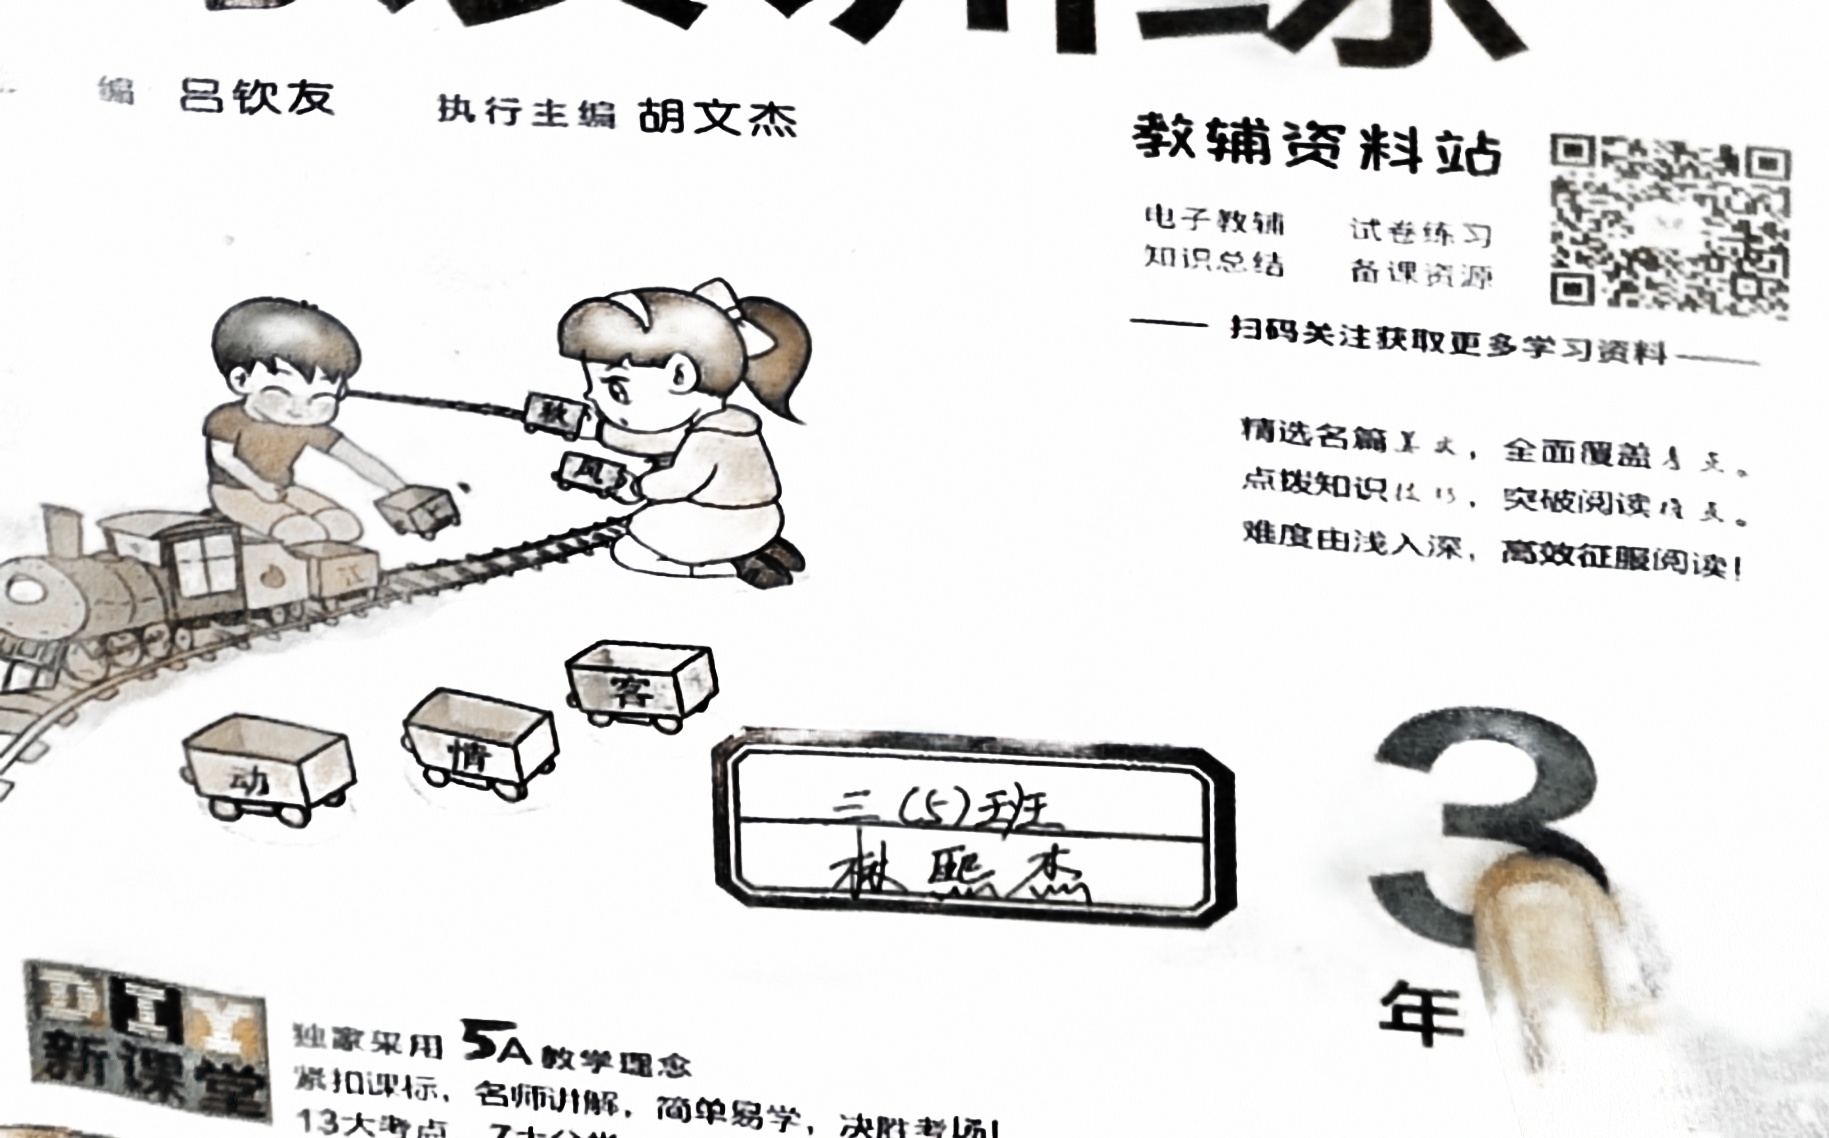 训练
编 吕钦友 执行主编 胡文杰
教辅资料站
电子教辅 试卷练习
知识总结 备课资源
扫码关注获取更多学习资料
精选名篇美文，全面覆盖考点。
点拨知识技巧，突破阅读难点。
难度由浅入深，高效征服阅读！
秋
风
江
客
情
动
三（5）班
林熙杰
3
年
DIY
新课堂
独家采用 5A 教学理念
紧扣课标，名师讲解，简单易学，决胜考场！
13大考点